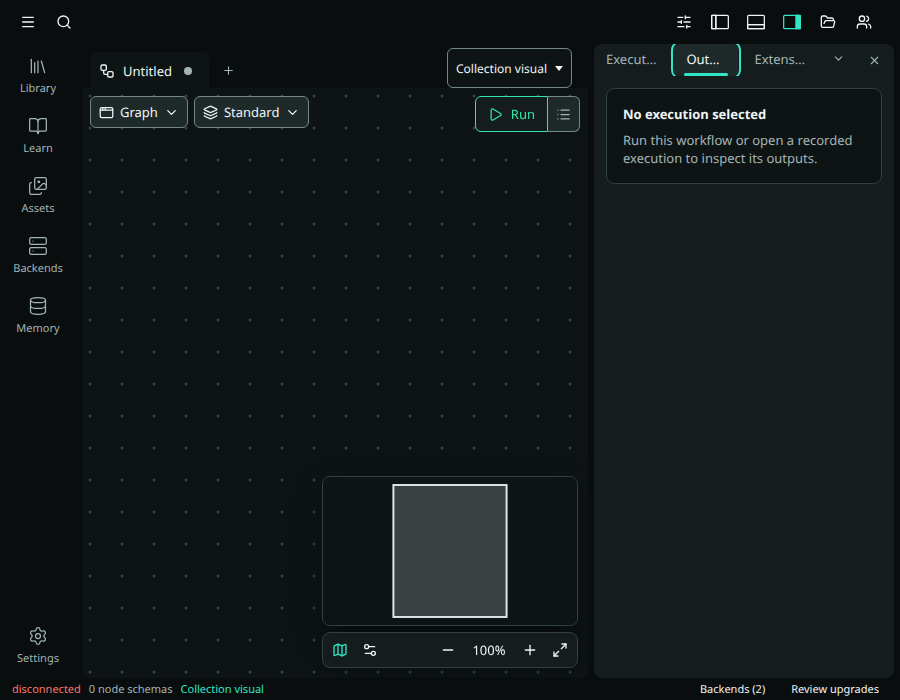 Untitled
Collection visual
Execut...
Out...
Extens...
Library
Learn
Assets
Backends
Memory
Settings
Graph
Standard
Run
No execution selected
Run this workflow or open a recorded
execution to inspect its outputs.
100%
disconnected
0 node schemas
Collection visual
Backends (2)
Review upgrades